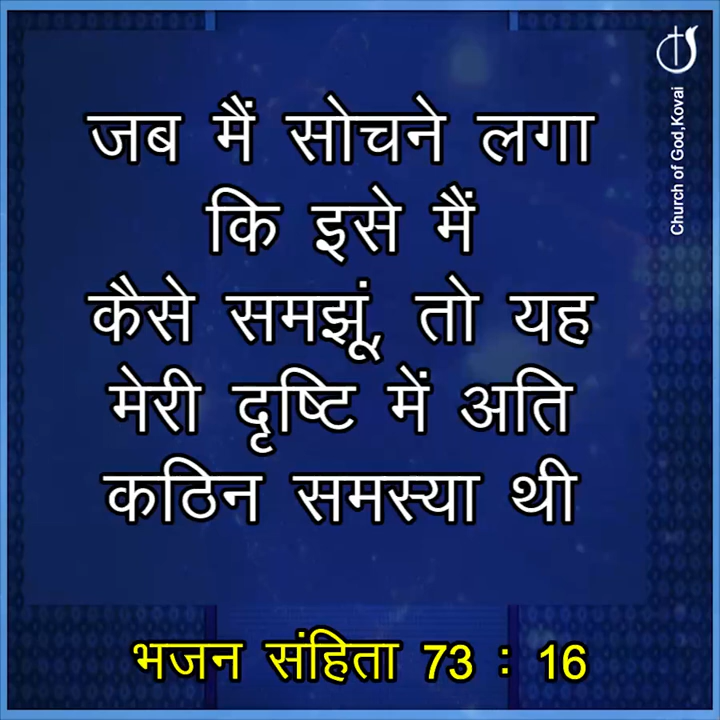 जब मैं सोचने लगा
कि इसे मैं
कैसे समझूं, तो यह
मेरी दृष्टि में अति
कठिन समस्या थी
भजन संहिता 73 : 16
Church of God,Kovai